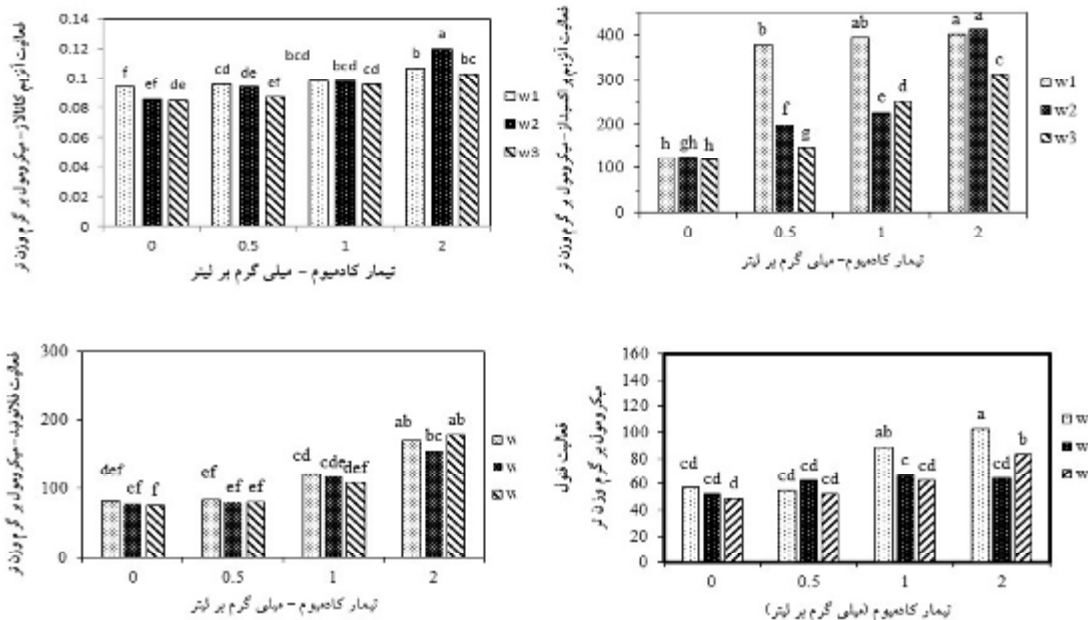 فعالیت آنزیم کاتالاز-میکرومول بر گرم وزن تر
0.14
0.12
0.1
0.08
0.06
0.04
0.02
0
f ef de cd de ef bcd bcd cd b a bc
w1
w2
w3
0 0.5 1 2
تیمار کادمیوم - میلی گرم بر لیتر
فعالیت آنزیم پراکسیداز-میکرومول بر گرم وزن تر
400
300
200
100
0
h gh h b f g ab e d a a c
w1
w2
w3
0 0.5 1 2
تیمار کادمیوم- میلی گرم بر لیتر
فعالیت فلاونوئید-میکرومول بر گرم وزن تر
300
200
100
0
def ef f ef ef ef cd cde def ab bc ab
w
w
w
0 0.5 1 2
تیمار کادمیوم - میلی گرم بر لیتر
فعالیت فنول
میکرومول بر گرم وزن تر
160
140
120
100
80
60
40
20
0
cd cd d cd cd cd ab c cd a cd b
w
w
w
0 0.5 1 2
تیمار کادمیوم (میلی گرم بر لیتر)